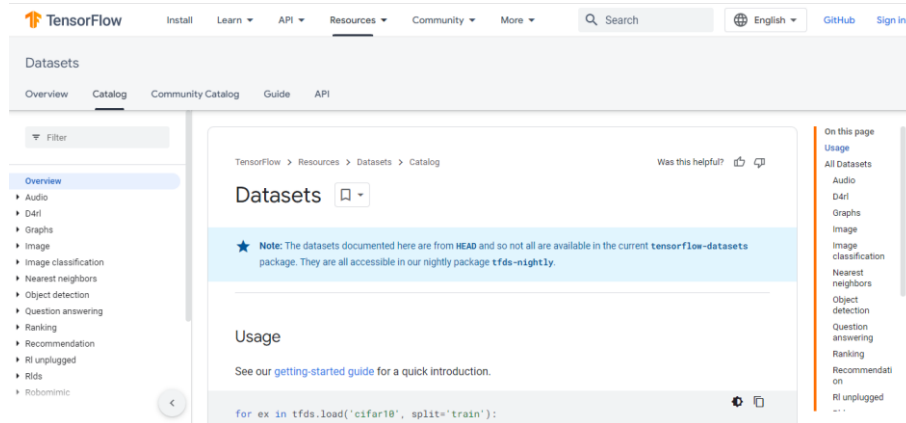 TensorFlow Install Learn API Resources Community More Search English GitHub Sign in
Datasets
Overview Catalog Community Catalog Guide API
Filter
Overview
Audio
D4rl
Graphs
Image
Image classification
Nearest neighbors
Object detection
Question answering
Ranking
Recommendation
Rl unplugged
Rlds
Robomimic
TensorFlow > Resources > Datasets > Catalog
Was this helpful?
Datasets
Note: The datasets documented here are from HEAD and so not all are available in the current tensorflow-datasets
package. They are all accessible in our nightly package tfds-nightly.
Usage
See our getting-started guide for a quick introduction.
for ex in tfds.load('cifar10', split='train'):
On this page
Usage
All Datasets
Audio
D4rl
Graphs
Image
Image
classification
Nearest
neighbors
Object
detection
Question
answering
Ranking
Recommendati
on
Rl unplugged